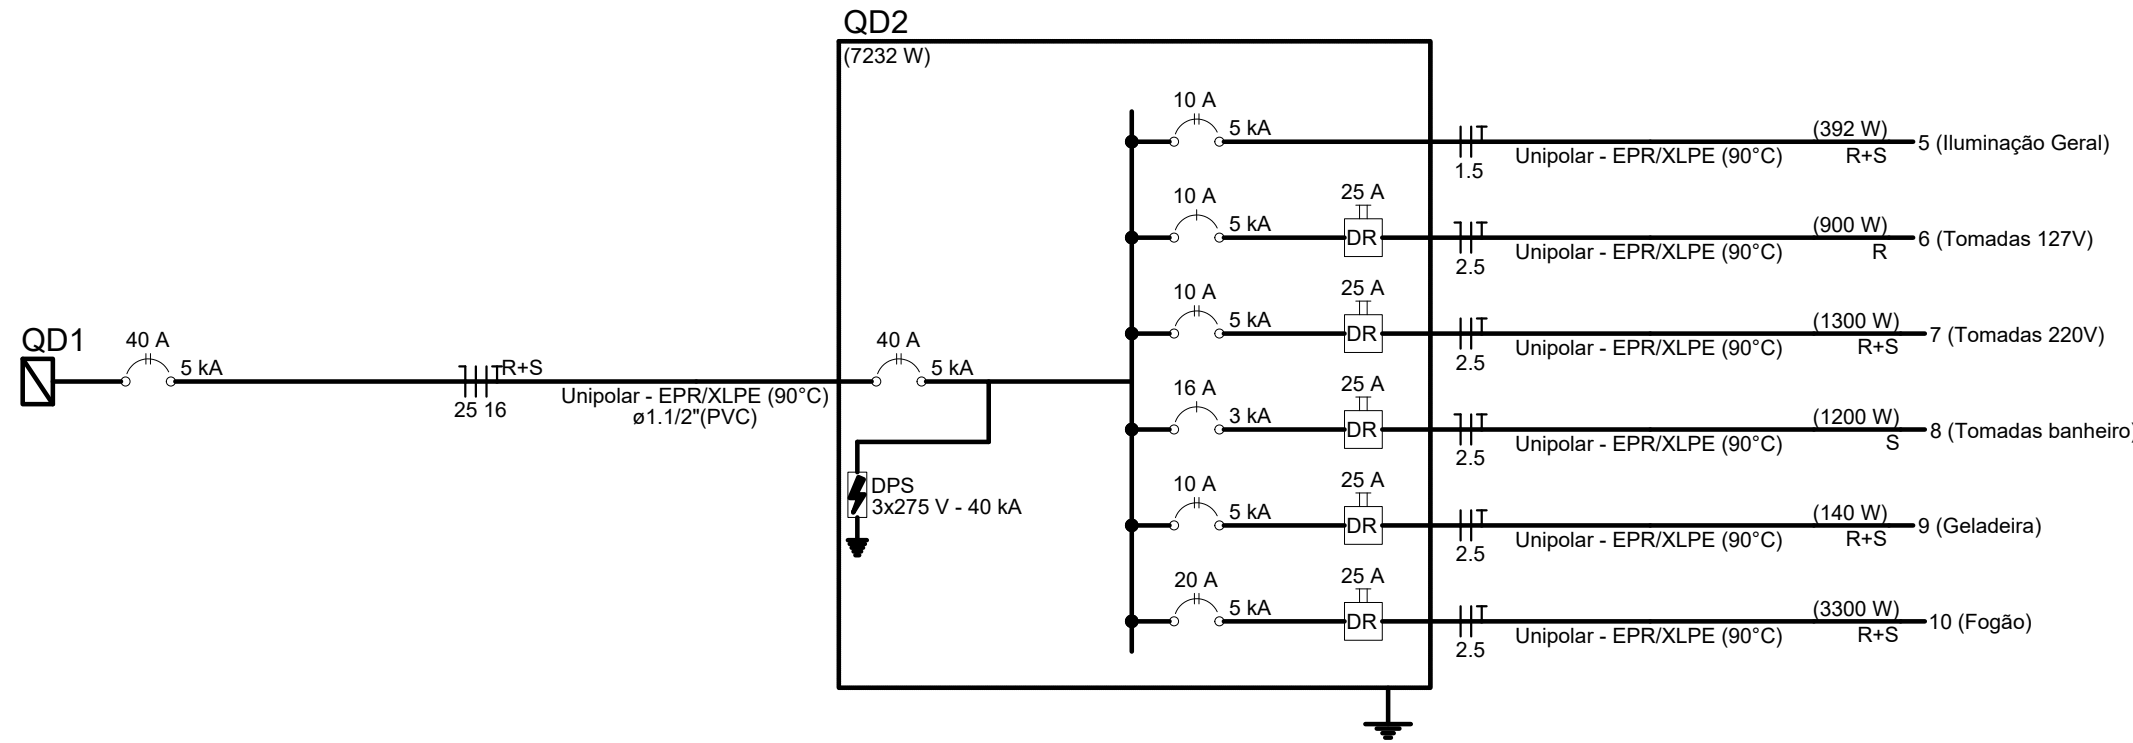 QD2
(7232 W)
QD1
40 A
5 kA
25 16
R+S
Unipolar - EPR/XLPE (90°C)
ø1.1/2"(PVC)
40 A
5 kA
DPS
3x275 V - 40 kA
10 A
5 kA
1.5
Unipolar - EPR/XLPE (90°C)
(392 W)
R+S
5 (Iluminação Geral)
10 A
5 kA
25 A
DR
2.5
Unipolar - EPR/XLPE (90°C)
(900 W)
R
6 (Tomadas 127V)
10 A
5 kA
25 A
DR
2.5
Unipolar - EPR/XLPE (90°C)
(1300 W)
R+S
7 (Tomadas 220V)
16 A
3 kA
25 A
DR
2.5
Unipolar - EPR/XLPE (90°C)
(1200 W)
S
8 (Tomadas banheiro)
10 A
5 kA
25 A
DR
2.5
Unipolar - EPR/XLPE (90°C)
(140 W)
R+S
9 (Geladeira)
20 A
5 kA
25 A
DR
2.5
Unipolar - EPR/XLPE (90°C)
(3300 W)
R+S
10 (Fogão)